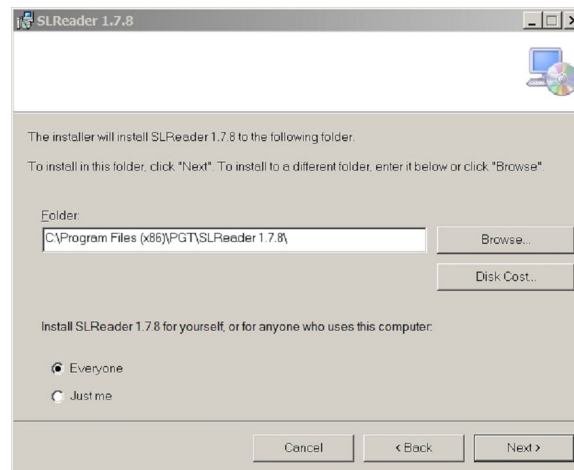 SLReader 1.7.8
The installer will install SLReader 1.7.8 to the following folder.
To install in this folder, click "Next". To install to a different folder, enter it below or click "Browse".
Folder:
C:\Program Files (x86)\PGT\SLReader 1.7.8\
Browse...
Disk Cost...
Install SLReader 1.7.8 for yourself, or for anyone who uses this computer:
Everyone
Just me
Cancel
< Back
Next >